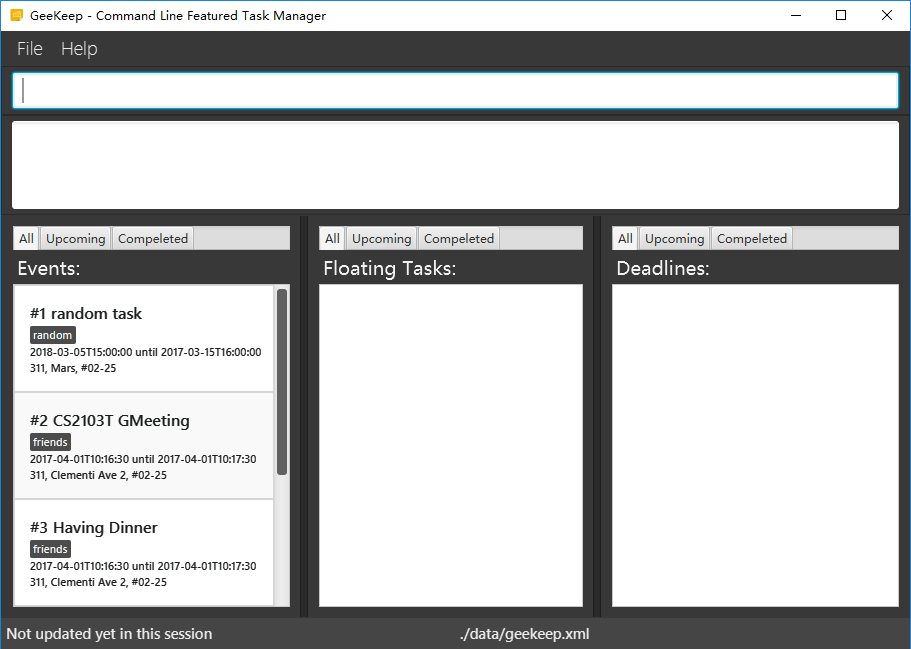 GeeKeep - Command Line Featured Task Manager
File Help
All Upcoming Compeleted
Events:
#1 random task
random
2018-03-05T15:00:00 until 2017-03-15T16:00:00
311, Mars, #02-25
#2 CS2103T GMeeting
friends
2017-04-01T10:16:30 until 2017-04-01T10:17:30
311, Clementi Ave 2, #02-25
#3 Having Dinner
friends
2017-04-01T10:16:30 until 2017-04-01T10:17:30
311, Clementi Ave 2, #02-25
All Upcoming Compeleted
Floating Tasks:
All Upcoming Compeleted
Deadlines:
Not updated yet in this session
./data/geekeep.xml